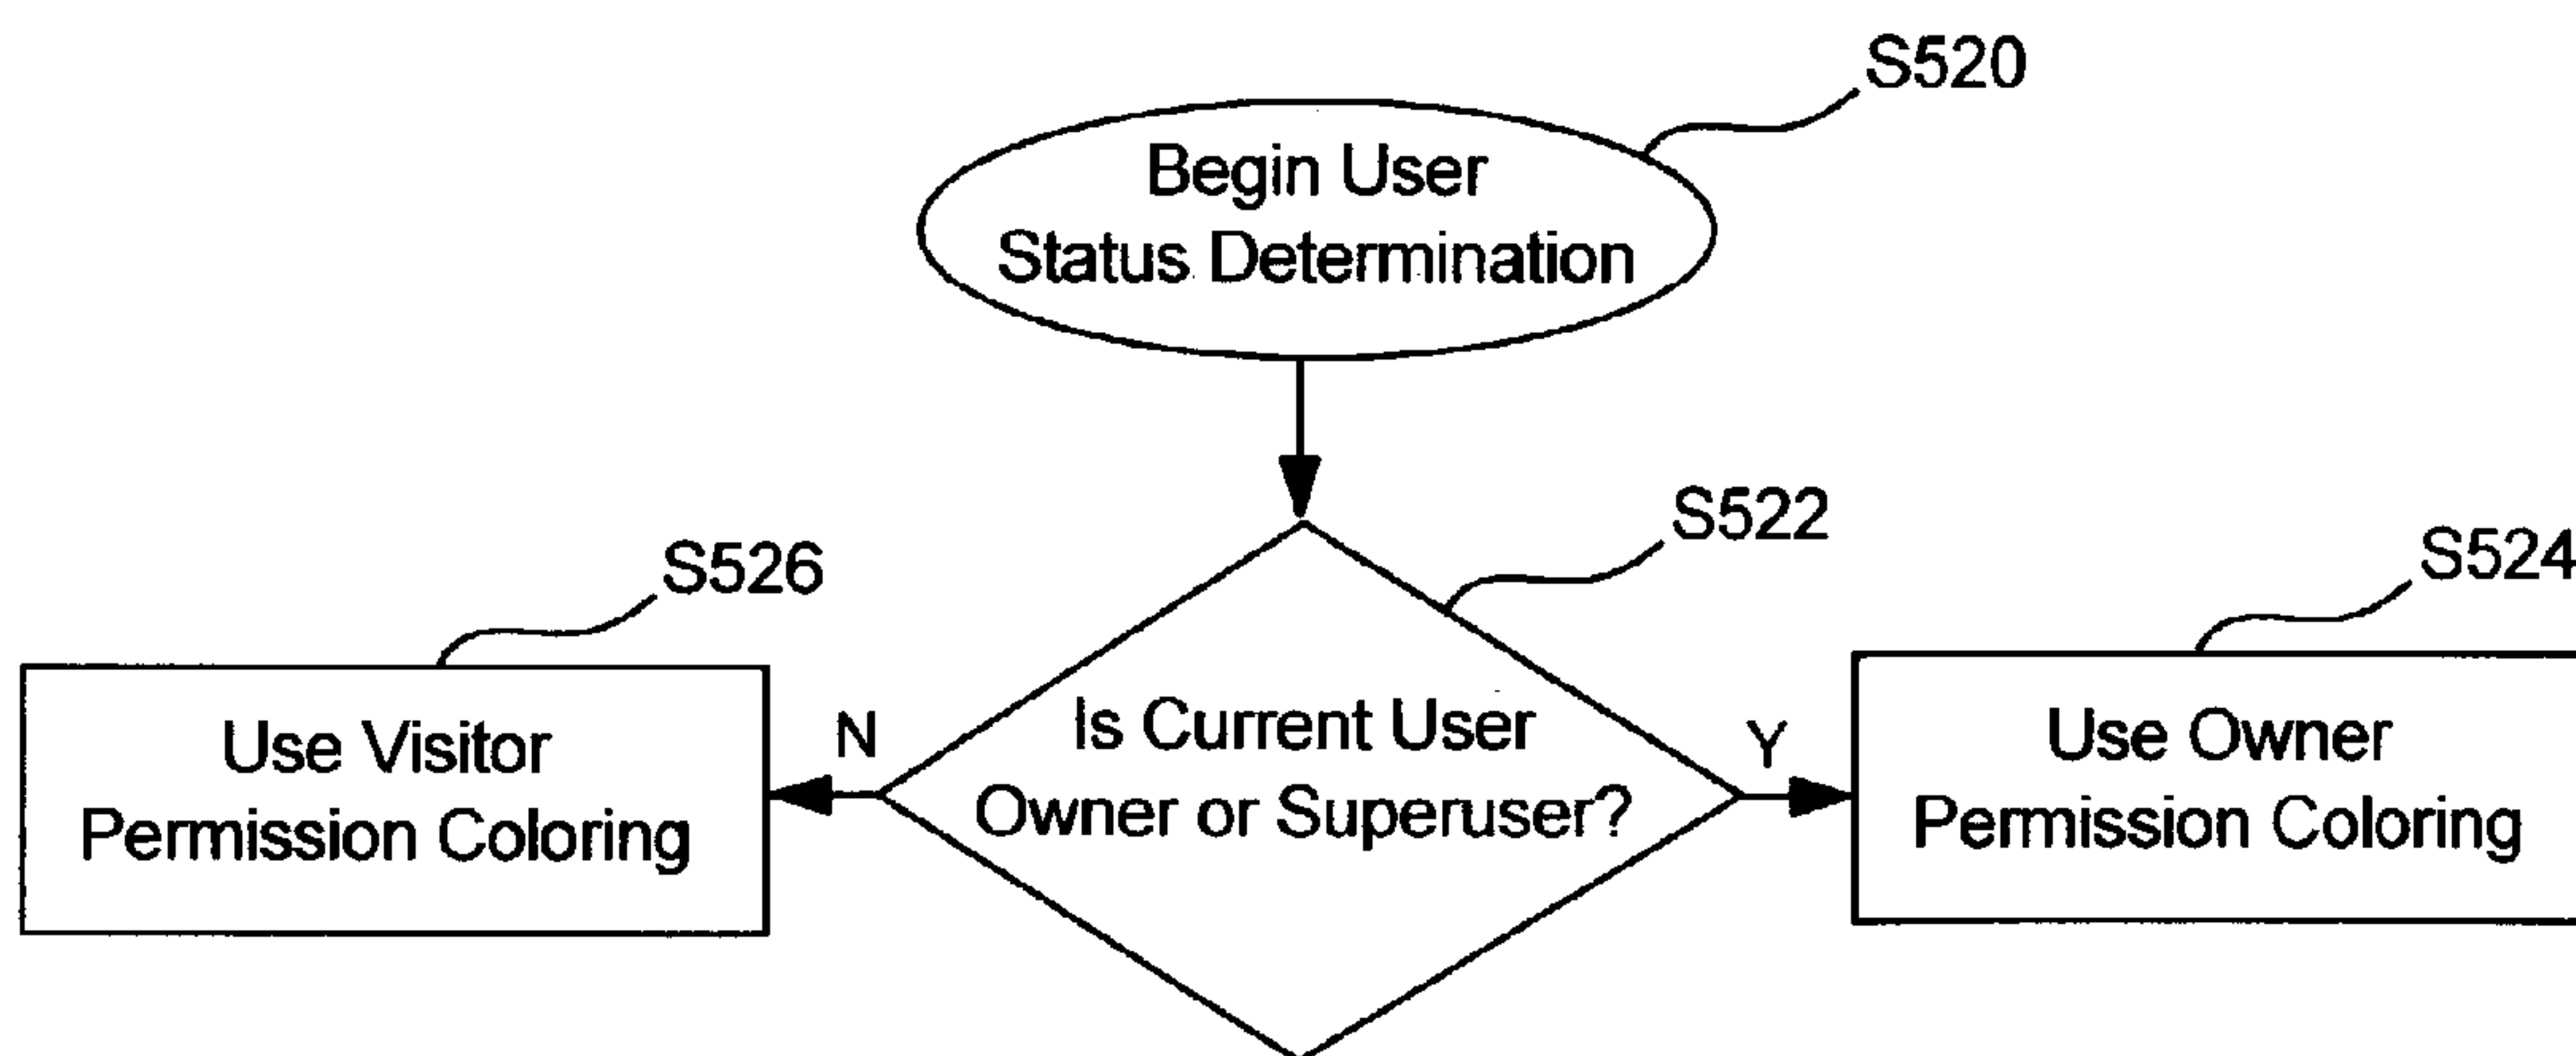 S520
Begin User
Status Determination
S522
S526
S524
N
Is Current User
Owner or Superuser?
Y
Use Visitor
Permission Coloring
Use Owner
Permission Coloring